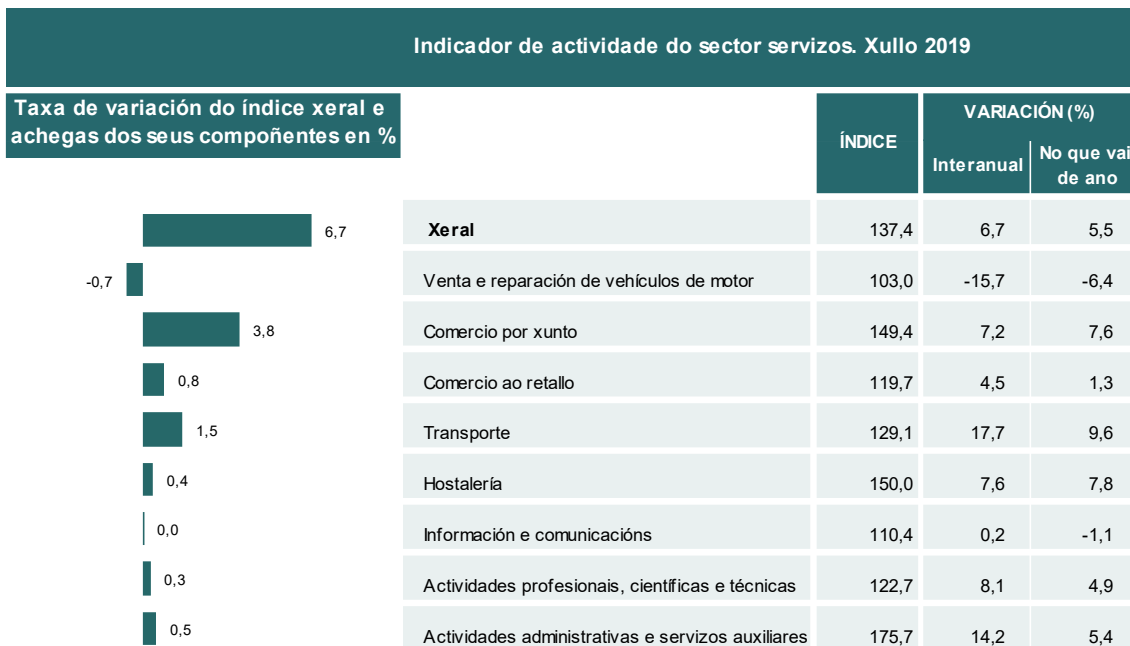 Indicador de actividade do sector servizos. Xullo 2019
Taxa de variación do índice xeral e
achegas dos seus compoñentes en %
ÍNDICE
VARIACIÓN (%)
Interanual
No que vai
de ano
6,7 Xeral 137,4 6,7 5,5
-0,7 Venta e reparación de vehículos de motor 103,0 -15,7 -6,4
3,8 Comercio por xunto 149,4 7,2 7,6
0,8 Comercio ao retallo 119,7 4,5 1,3
1,5 Transporte 129,1 17,7 9,6
0,4 Hostalería 150,0 7,6 7,8
0,0 Información e comunicacións 110,4 0,2 -1,1
0,3 Actividades profesionais, científicas e técnicas 122,7 8,1 4,9
0,5 Actividades administrativas e servizos auxiliares 175,7 14,2 5,4